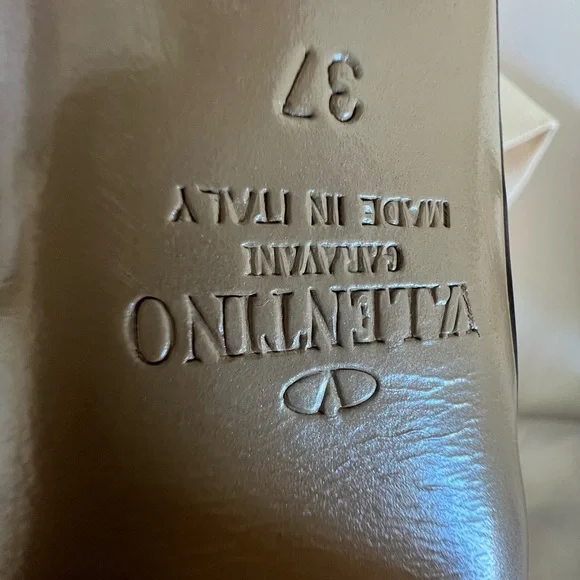 V
VALENTINO
GARAVANI
MADE IN ITALY
37